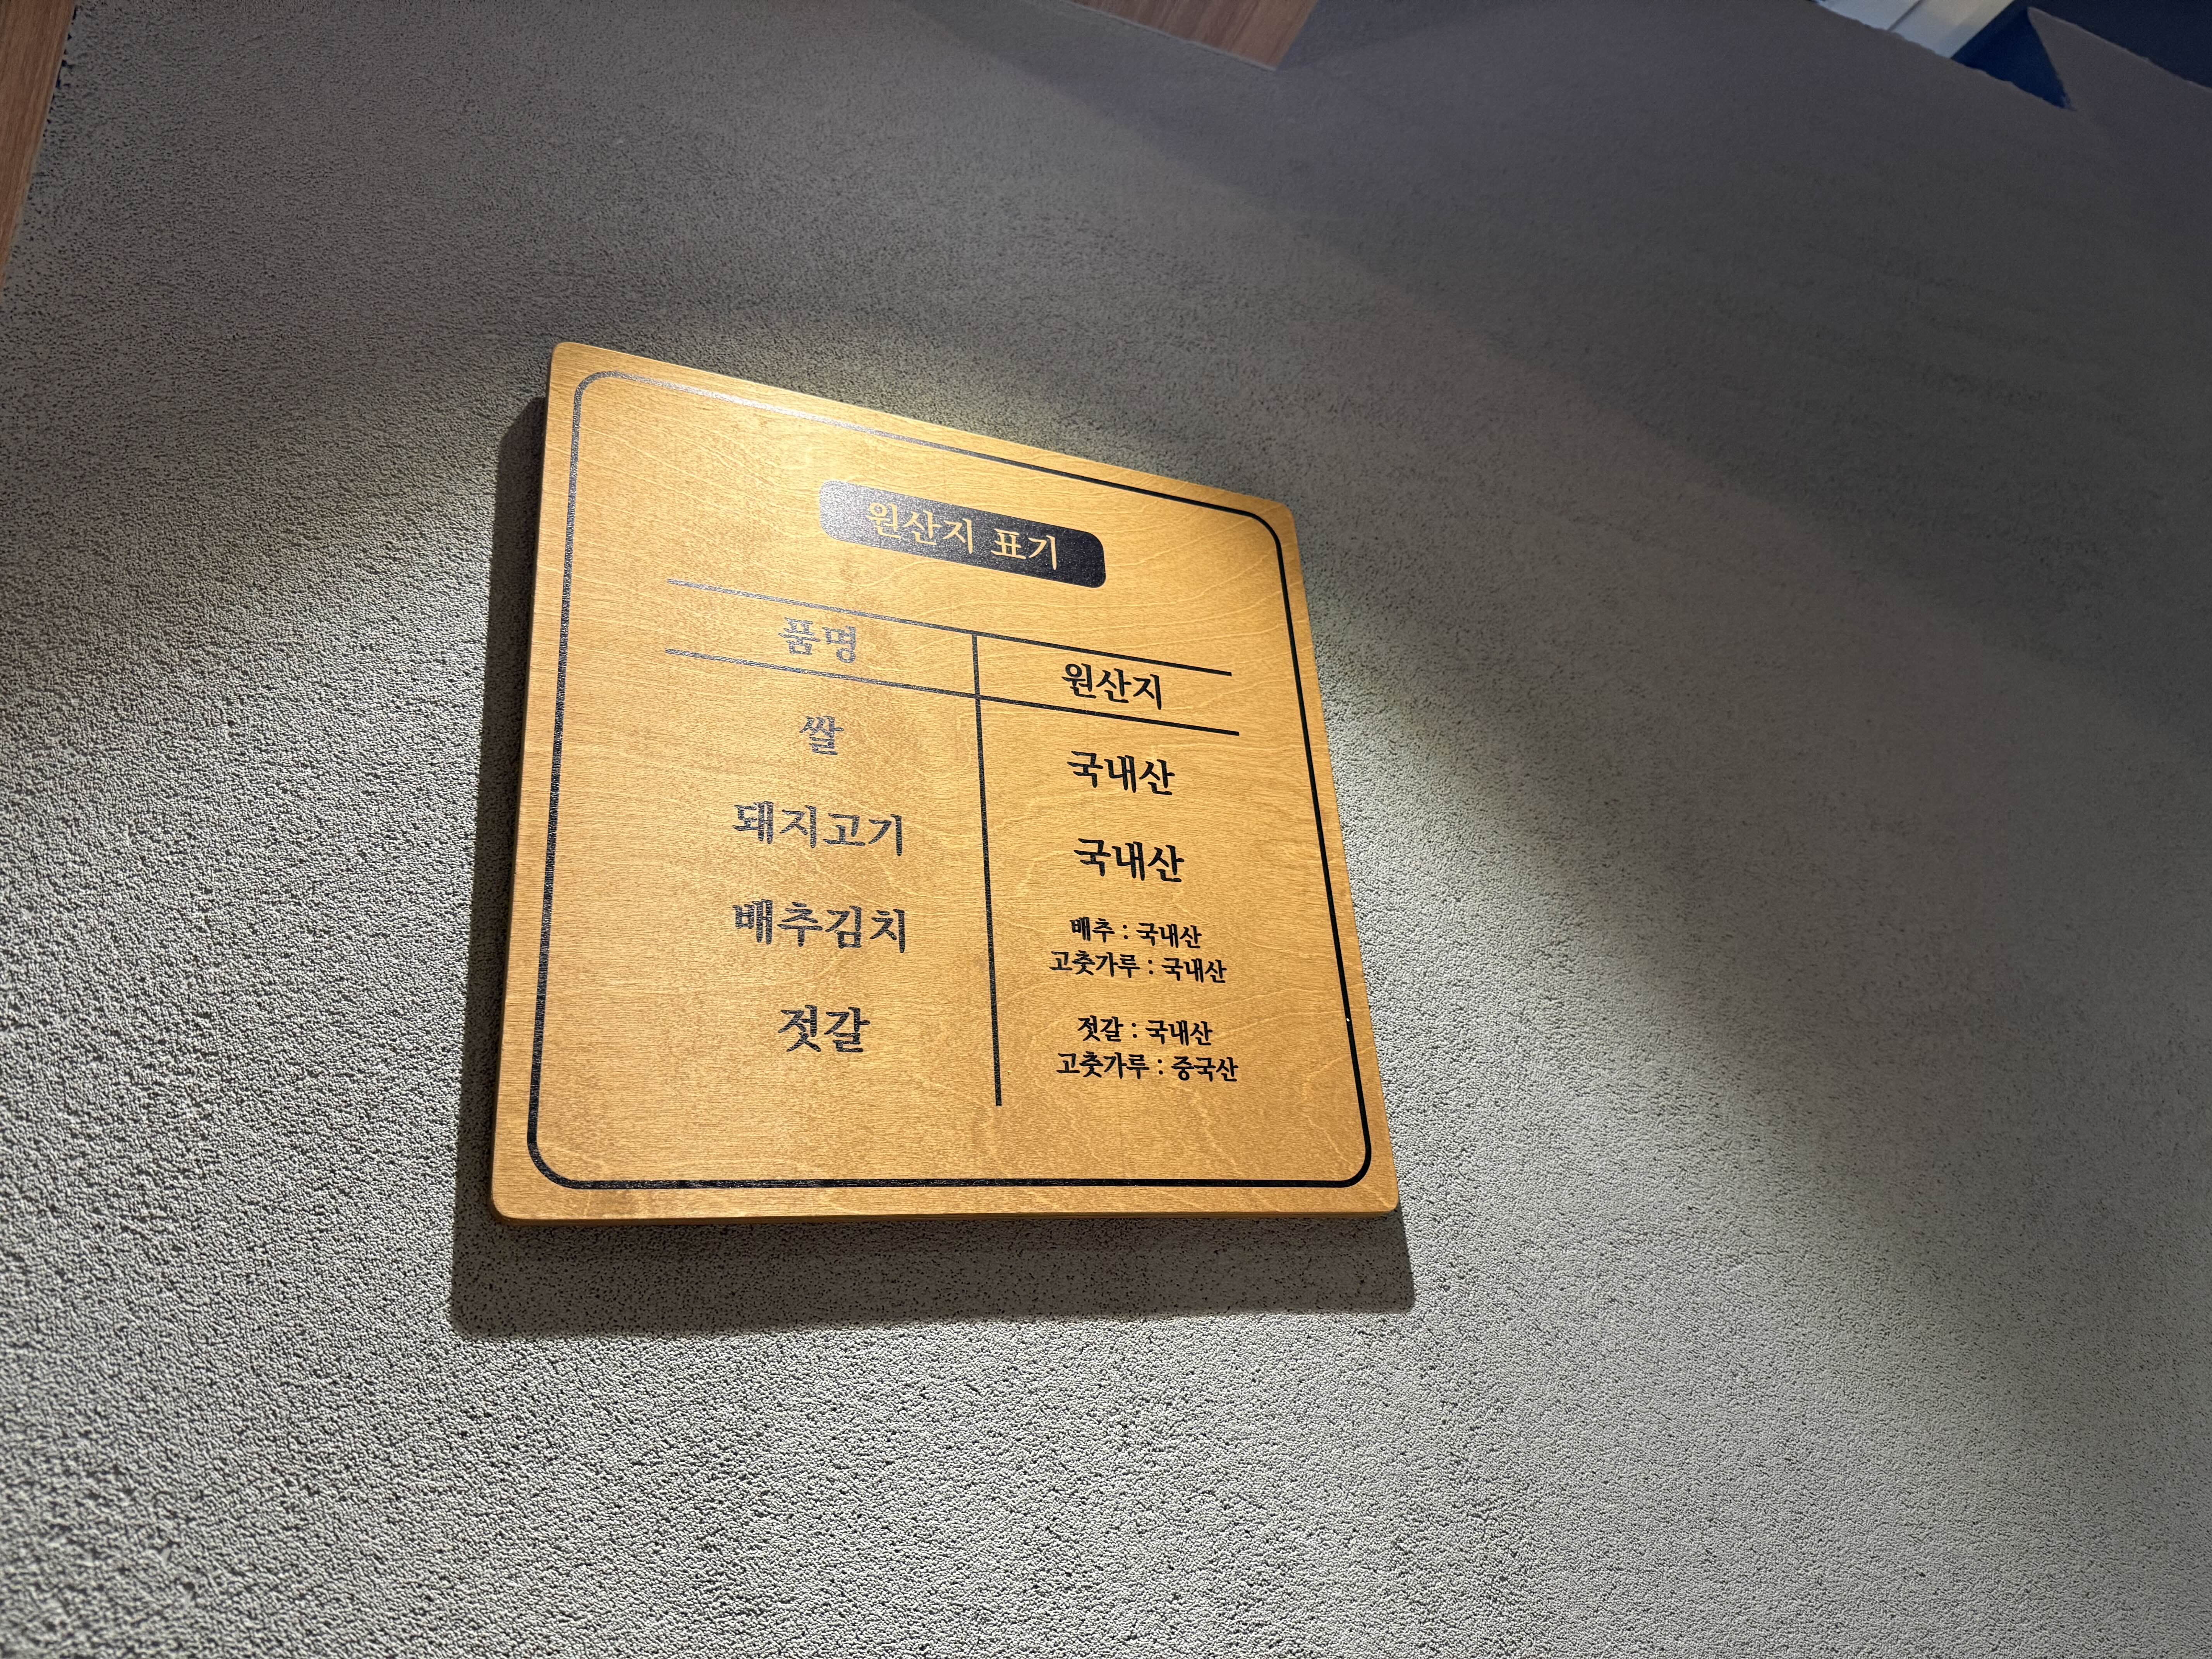 원산지 표기
품명 원산지
쌀 국내산
돼지고기 국내산
배추김치 배추 : 국내산
고춧가루 : 국내산
젓갈 젓갈 : 국내산
고춧가루 : 중국산